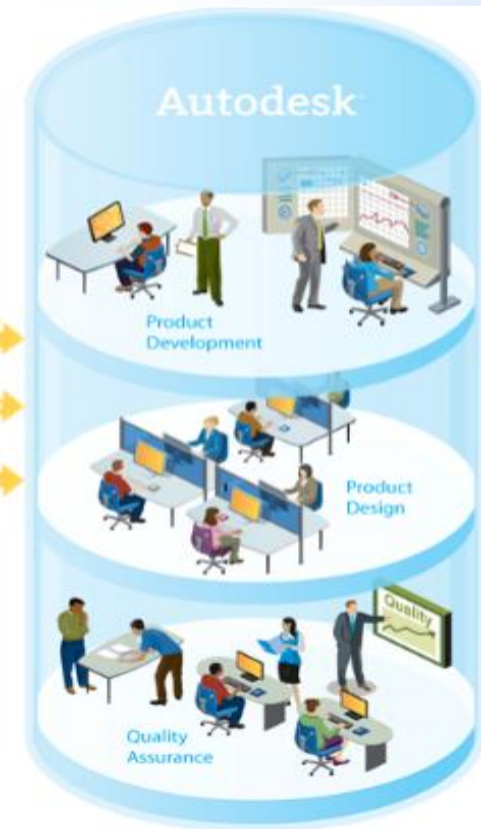 Autodesk
Product
Development
Product
Design
Quality
Quality
Assurance